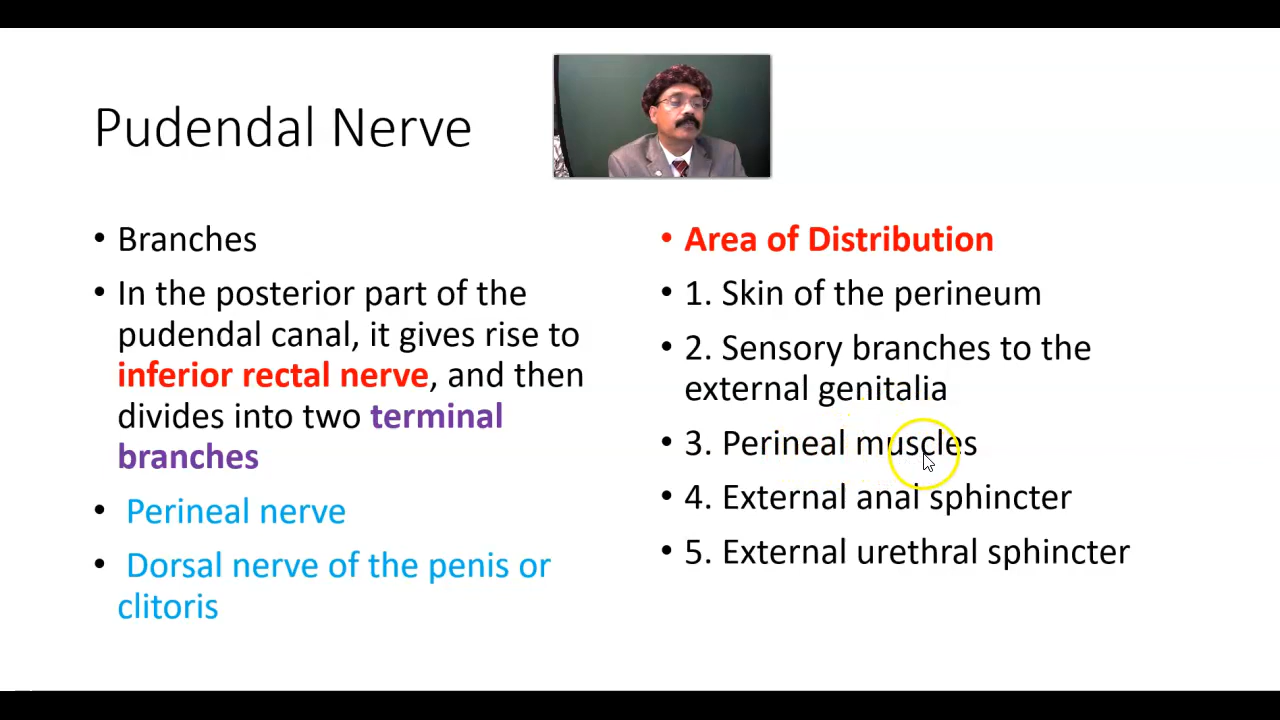 Pudendal Nerve
• Branches
• In the posterior part of the
pudendal canal, it gives rise to
inferior rectal nerve, and then
divides into two terminal
branches
• Perineal nerve
• Dorsal nerve of the penis or
clitoris
• Area of Distribution
• 1. Skin of the perineum
• 2. Sensory branches to the
external genitalia
• 3. Perineal muscles
• 4. External anal sphincter
• 5. External urethral sphincter